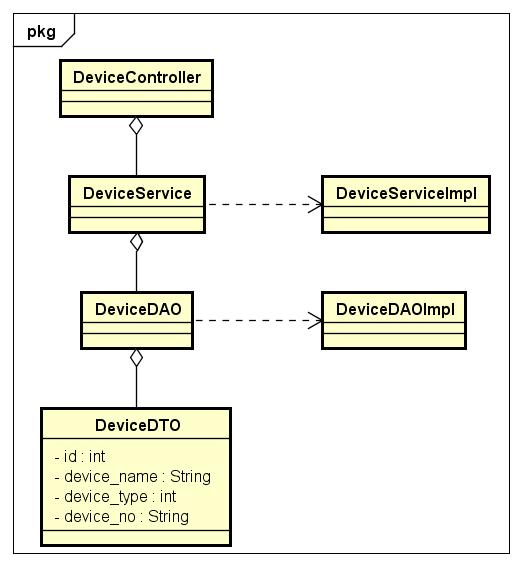 pkg
DeviceController
DeviceService
DeviceServiceImpl
DeviceDAO
DeviceDAOImpl
DeviceDTO
- id : int
- device_name : String
- device_type : int
- device_no : String